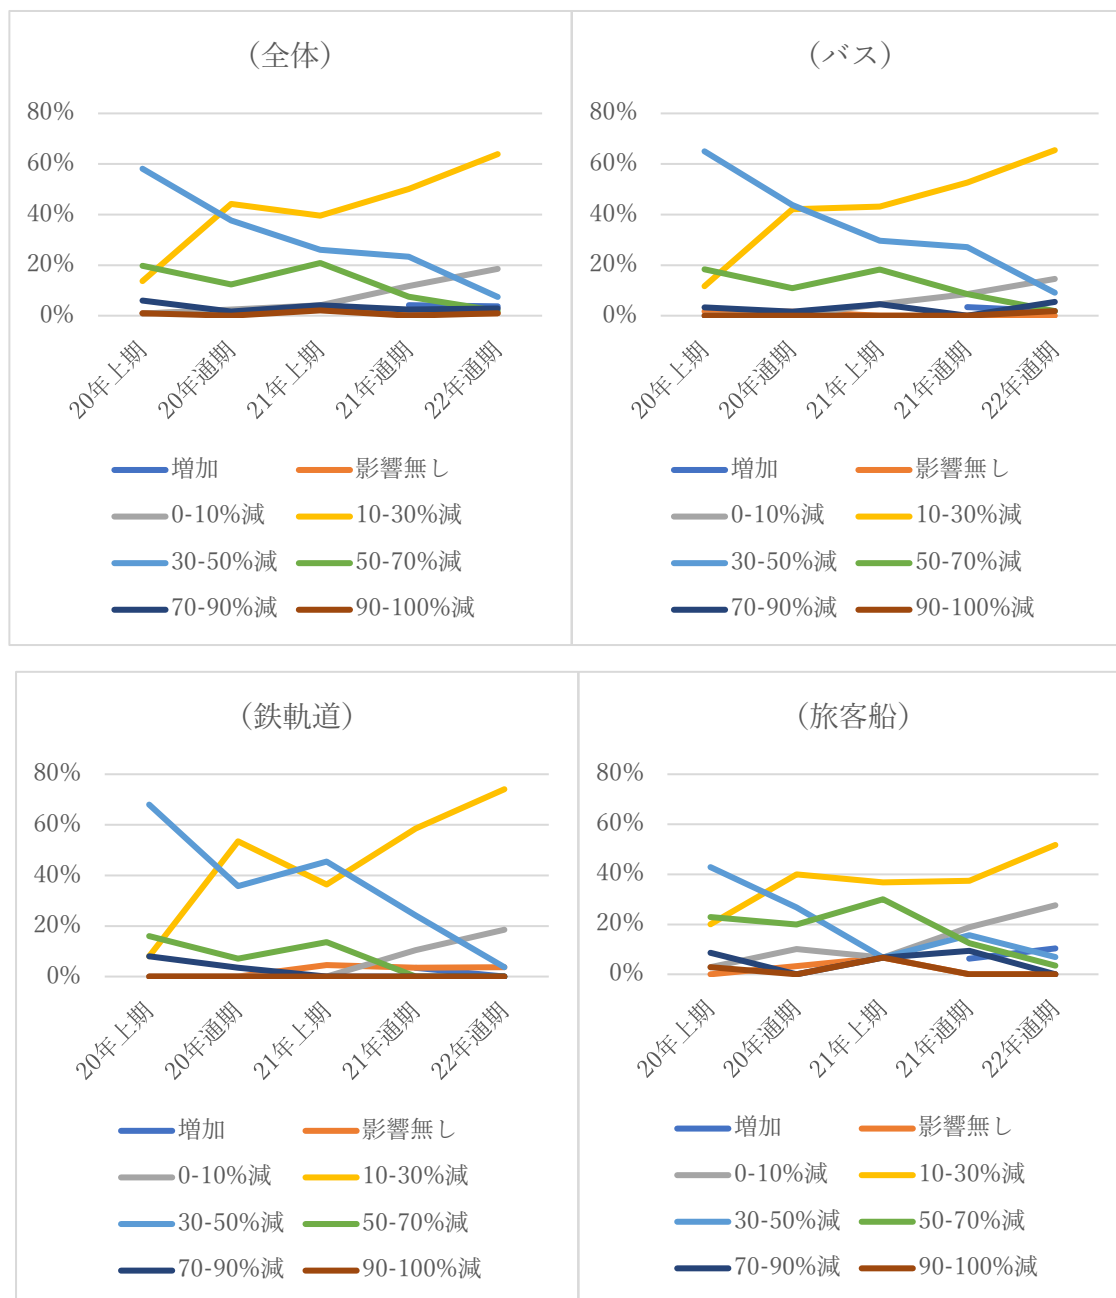 （全体）
80%
60%
40%
20%
0%
20年上期
20年通期
21年上期
21年通期
22年通期
増加
影響無し
0-10%減
10-30%減
30-50%減
50-70%減
70-90%減
90-100%減
（バス）
80%
60%
40%
20%
0%
20年上期
20年通期
21年上期
21年通期
22年通期
増加
影響無し
0-10%減
10-30%減
30-50%減
50-70%減
70-90%減
90-100%減
（鉄軌道）
80%
60%
40%
20%
0%
20年上期
20年通期
21年上期
21年通期
22年通期
増加
影響無し
0-10%減
10-30%減
30-50%減
50-70%減
70-90%減
90-100%減
（旅客船）
80%
60%
40%
20%
0%
20年上期
20年通期
21年上期
21年通期
22年通期
増加
影響無し
0-10%減
10-30%減
30-50%減
50-70%減
70-90%減
90-100%減